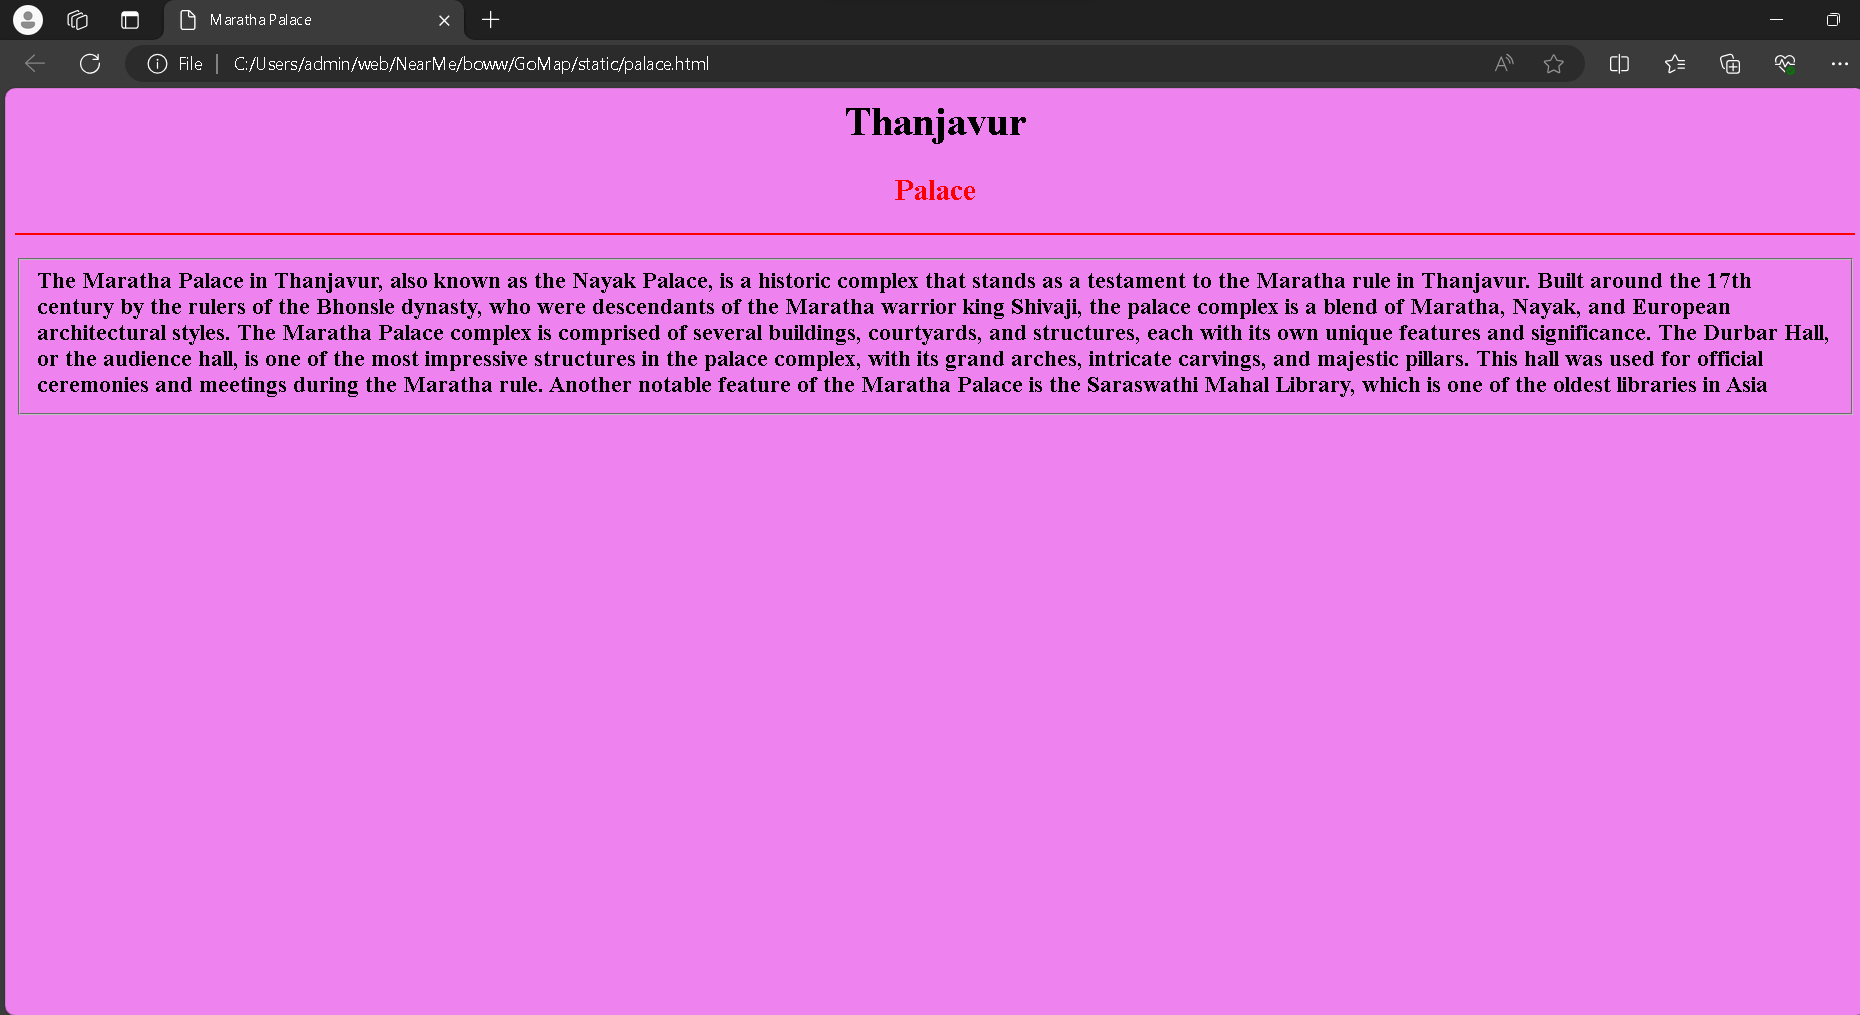 Maratha Palace
File
C:/Users/admin/web/NearMe/bcww/GoMap/static/palace.html
Thanjavur
Palace
The Maratha Palace in Thanjavur, also known as the Nayak Palace, is a historic complex that stands as a testament to the Maratha rule in Thanjavur. Built around the 17th
century by the rulers of the Bhonsle dynasty, who were descendants of the Maratha warrior king Shivaji, the palace complex is a blend of Maratha, Nayak, and European
architectural styles. The Maratha Palace complex is comprised of several buildings, courtyards, and structures, each with its own unique features and significance. The Durbar Hall,
or the audience hall, is one of the most impressive structures in the palace complex, with its grand arches, intricate carvings, and majestic pillars. This hall was used for official
ceremonies and meetings during the Maratha rule. Another notable feature of the Maratha Palace is the Saraswathi Mahal Library, which is one of the oldest libraries in Asia